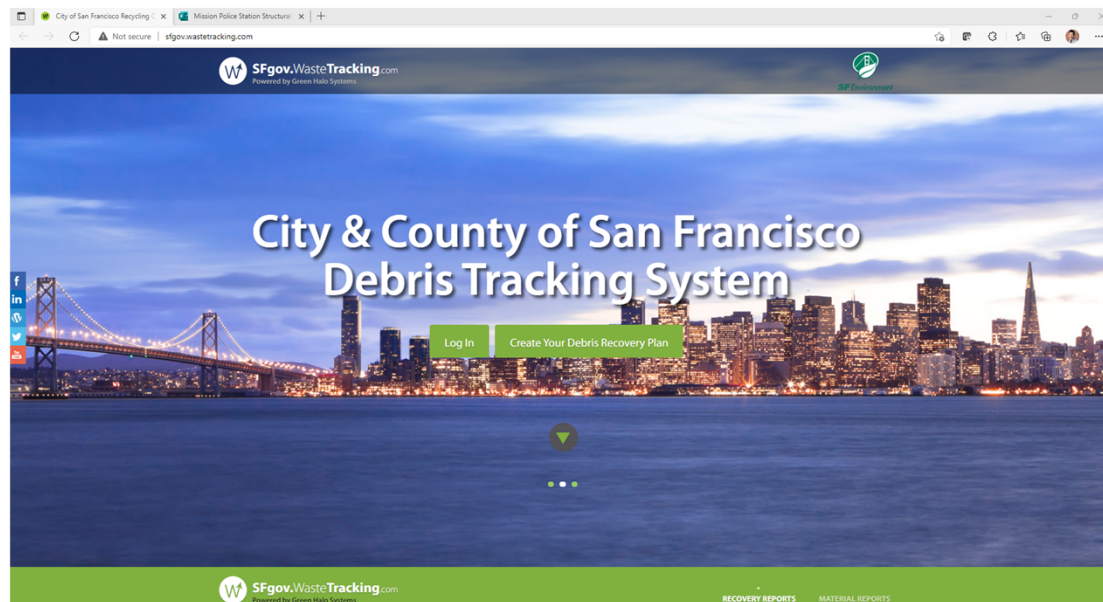 City of San Francisco Recycling C
Mission Police Station Structural
Not secure | sfgov.wastetracking.com
SFgov.WasteTracking.com
Powered by Green Halo Systems
SF Environment
City & County of San Francisco
Debris Tracking System
Log In
Create Your Debris Recovery Plan
f
in
You
SFgov.WasteTracking.com
Powered by Green Halo Systems
RECOVERY REPORTS
MATERIAL REPORTS